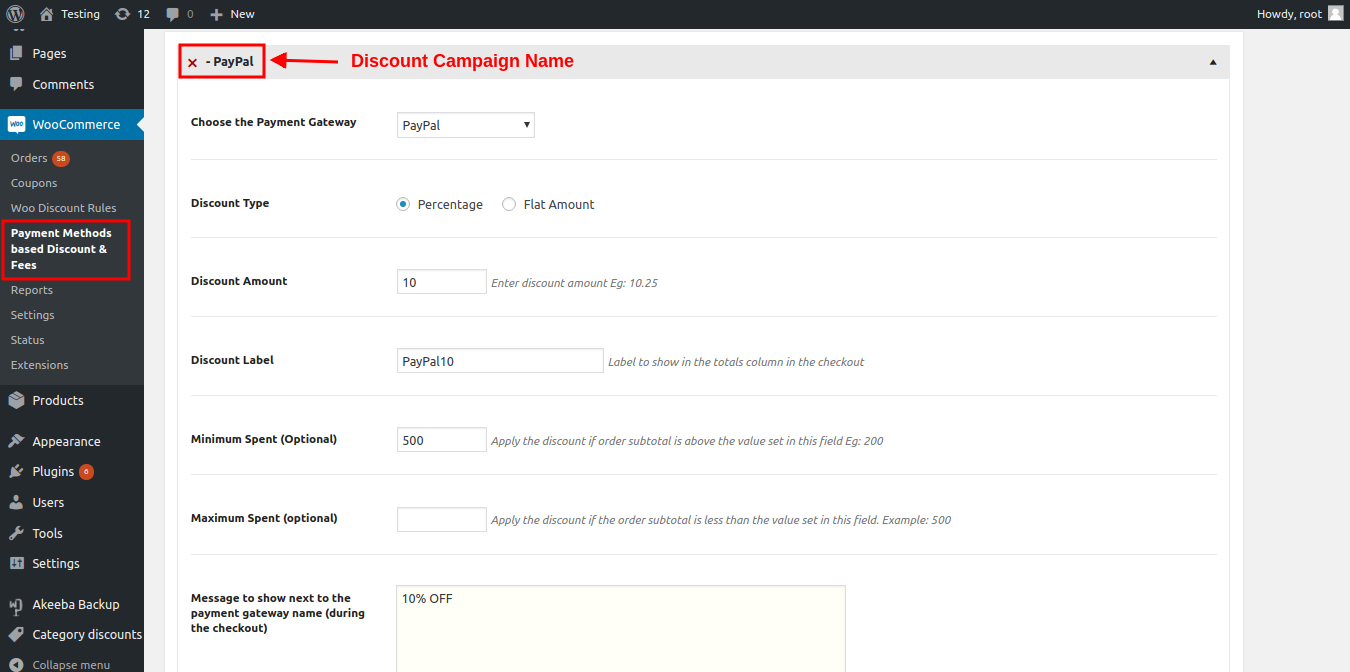 Testing
12
0
New
Howdy, root
Pages
Comments
WooCommerce
Orders 58
Coupons
Woo Discount Rules
Payment Methods
based Discount &
Fees
Reports
Settings
Status
Extensions
Products
Appearance
Plugins 6
Users
Tools
Settings
Akeeba Backup
Category discounts
Collapse menu
- PayPal
Discount Campaign Name
Choose the Payment Gateway
PayPal
Discount Type
Percentage
Flat Amount
Discount Amount
10
Enter discount amount Eg: 10.25
Discount Label
PayPal10
Label to show in the totals column in the checkout
Minimum Spent (Optional)
500
Apply the discount if order subtotal is above the value set in this field Eg: 200
Maximum Spent (optional)
Apply the discount if the order subtotal is less than the value set in this field. Example: 500
Message to show next to the
payment gateway name (during
the checkout)
10% OFF